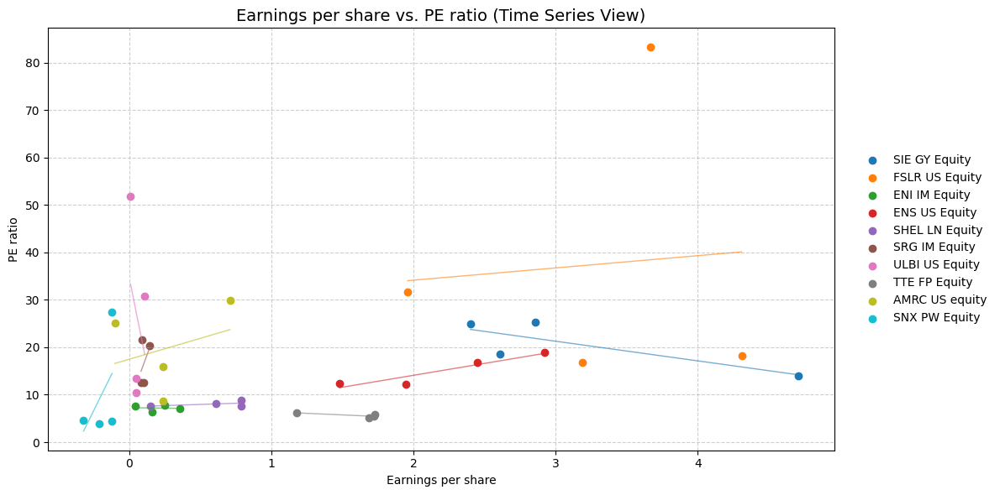 Earnings per share vs. PE ratio (Time Series View)
PE ratio
80
70
60
50
40
30
20
10
0
0
1
2
3
4
Earnings per share
SIE GY Equity
FSLR US Equity
ENI IM Equity
ENS US Equity
SHEL LN Equity
SRG IM Equity
ULBI US Equity
TTE FP Equity
AMRC US equity
SNX PW Equity